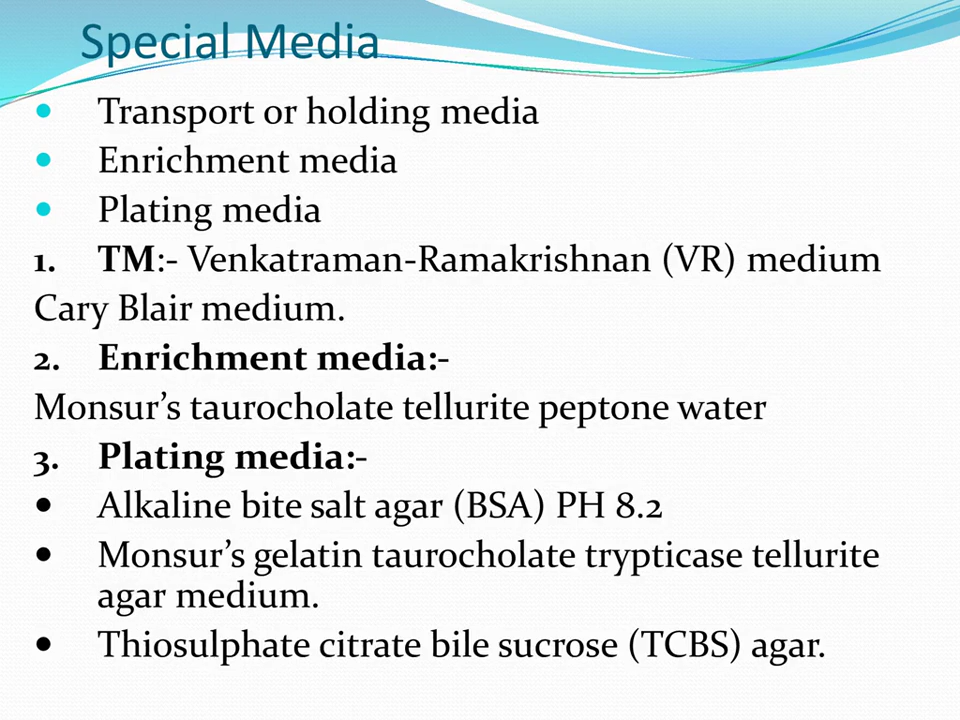 Special Media
• Transport or holding media
• Enrichment media
• Plating media
1. TM:- Venkatraman-Ramakrishnan (VR) medium
Cary Blair medium.
2. Enrichment media:-
Monsur’s taurocholate tellurite peptone water
3. Plating media:-
• Alkaline bite salt agar (BSA) PH 8.2
• Monsur’s gelatin taurocholate trypticase tellurite
agar medium.
• Thiosulphate citrate bile sucrose (TCBS) agar.